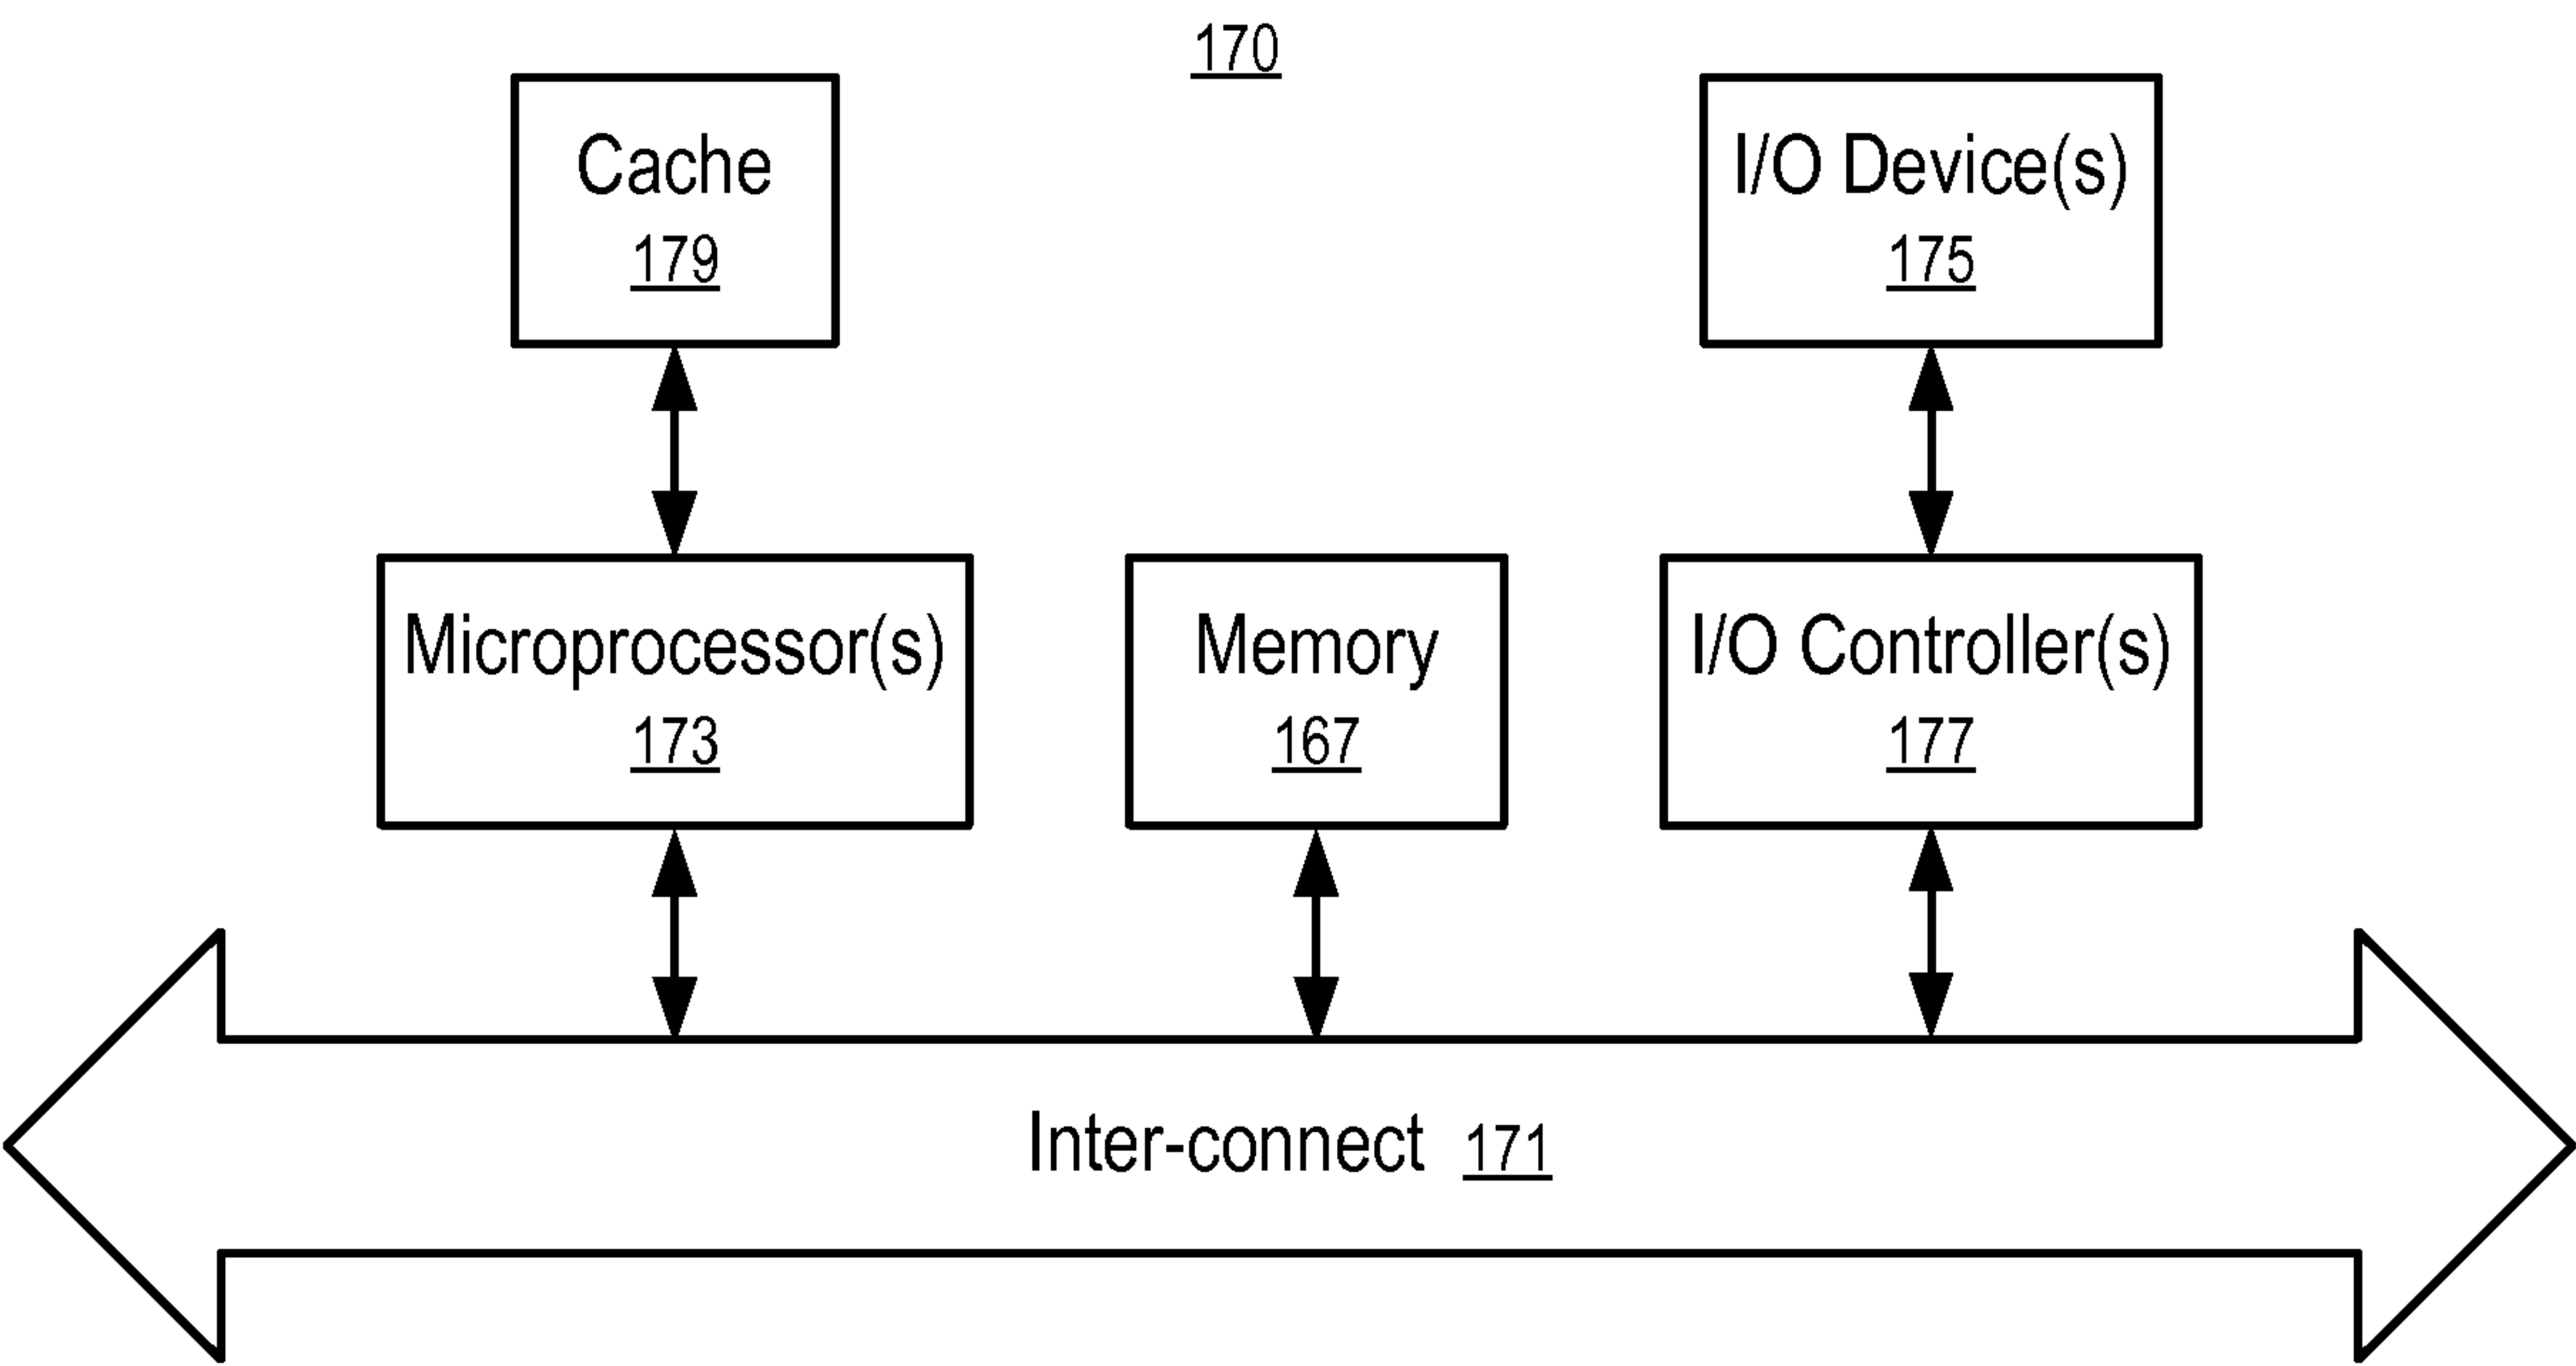 170
Cache
179
I/O Device(s)
175
Microprocessor(s)
173
Memory
167
I/O Controller(s)
177
Inter-connect 171